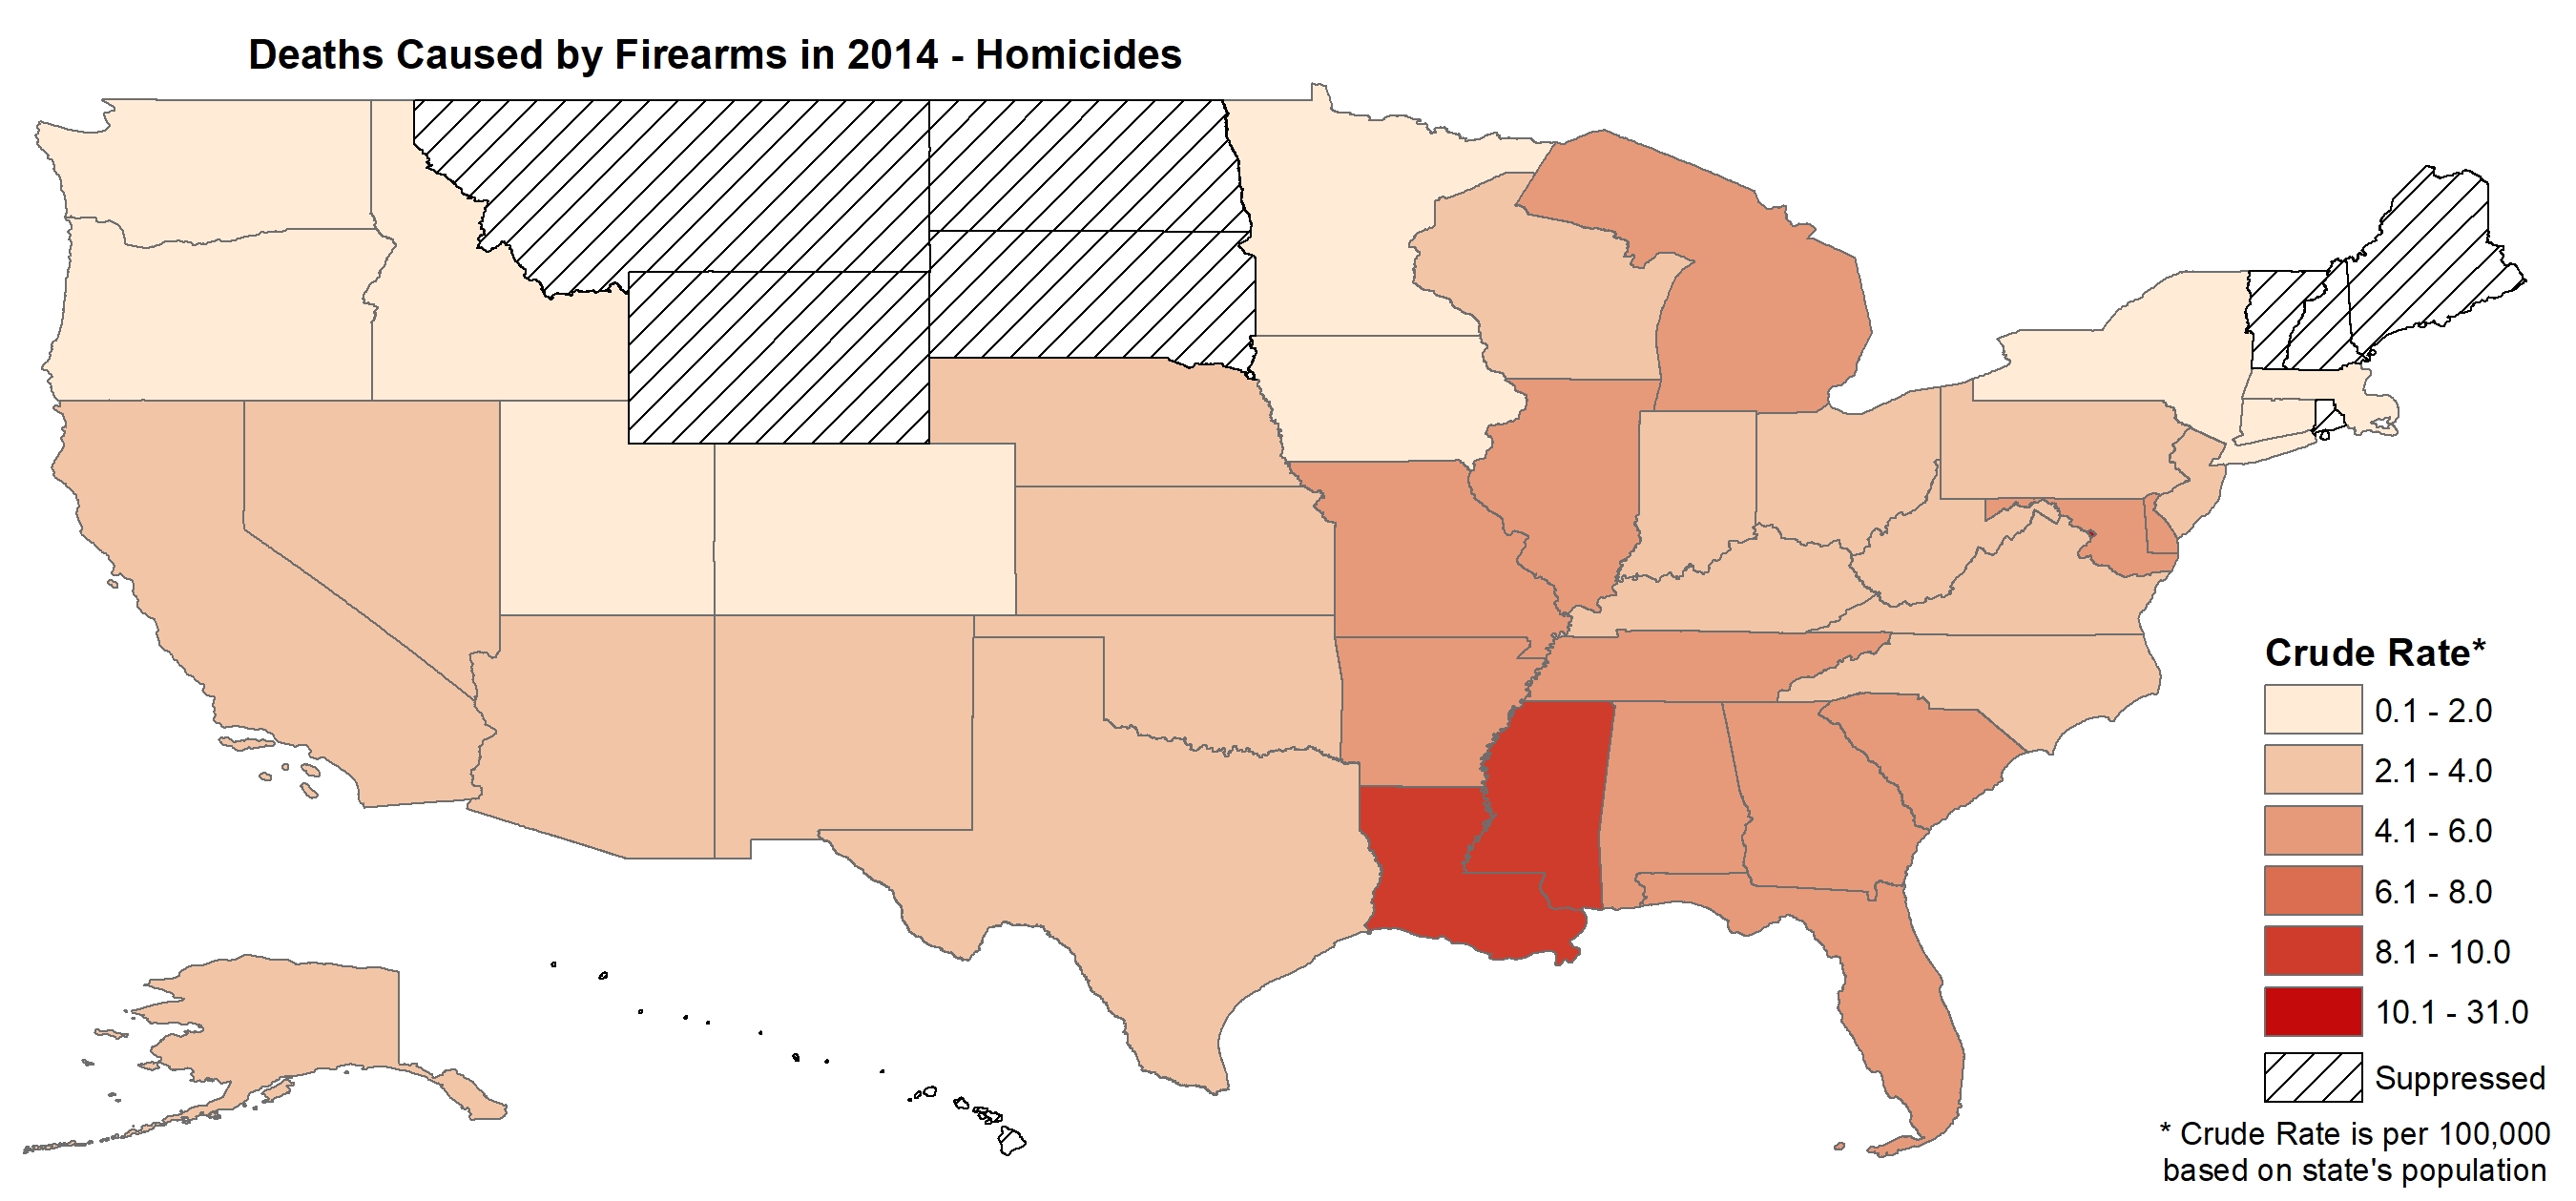 Deaths Caused by Firearms in 2014 - Homicides
Crude Rate*
0.1 - 2.0
2.1 - 4.0
4.1 - 6.0
6.1 - 8.0
8.1 - 10.0
10.1 - 31.0
Suppressed
* Crude Rate is per 100,000
based on state's population